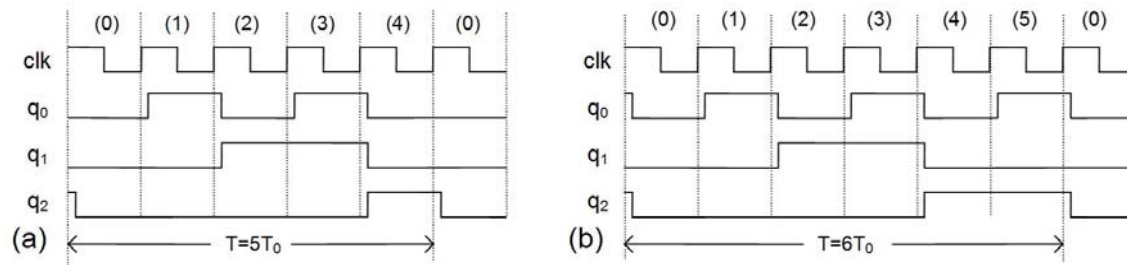 (0) (1) (2) (3) (4) (0)
clk
q₀
q₁
q₂
(a)
T=5T₀
(0) (1) (2) (3) (4) (5) (0)
clk
q₀
q₁
q₂
(b)
T=6T₀